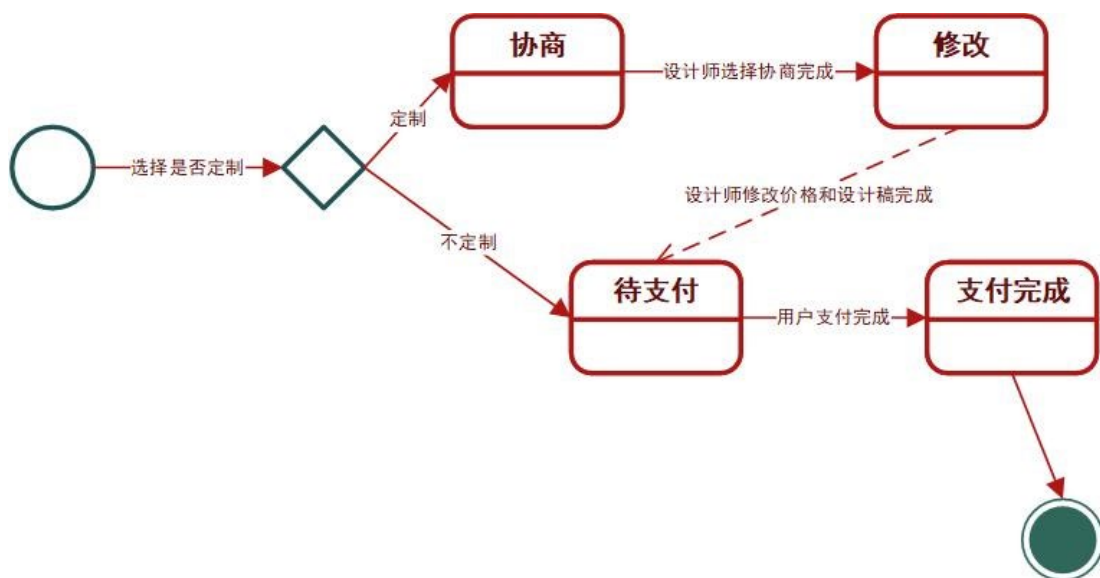 协商
修改
设计师选择协商完成
定制
选择是否定制
设计师修改价格和设计稿完成
不定制
待支付
支付完成
用户支付完成